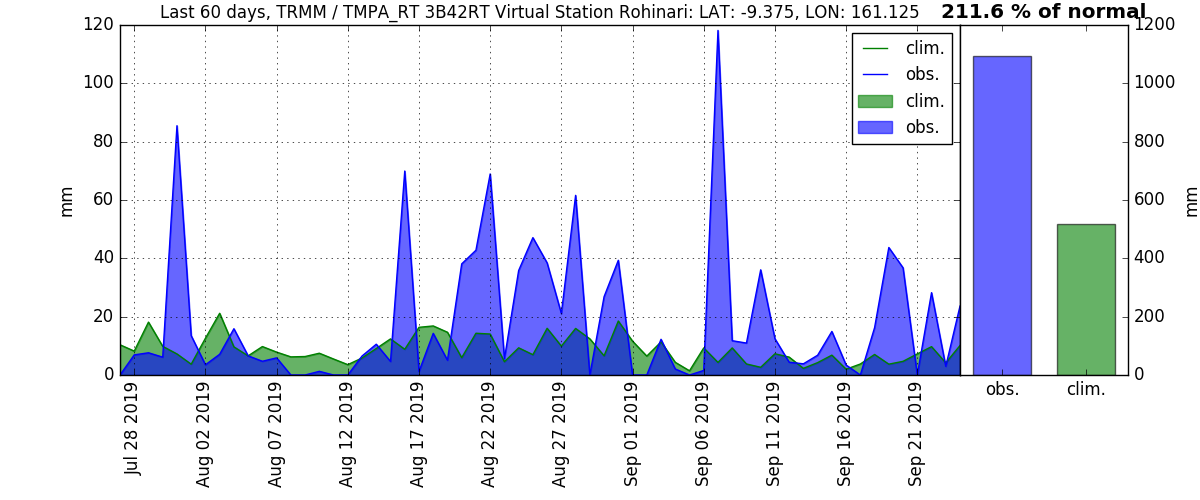 Last 60 days, TRMM / TMPA_RT 3B42RT Virtual Station Rohinari: LAT: -9.375, LON: 161.125
211.6 % of normal
120
100
80
60
40
20
0
mm
clim.
obs.
clim.
obs.
Jul 28 2019
Aug 02 2019
Aug 07 2019
Aug 12 2019
Aug 17 2019
Aug 22 2019
Aug 27 2019
Sep 01 2019
Sep 06 2019
Sep 11 2019
Sep 16 2019
Sep 21 2019
1200
1000
800
600
400
200
0
mm
obs.
clim.